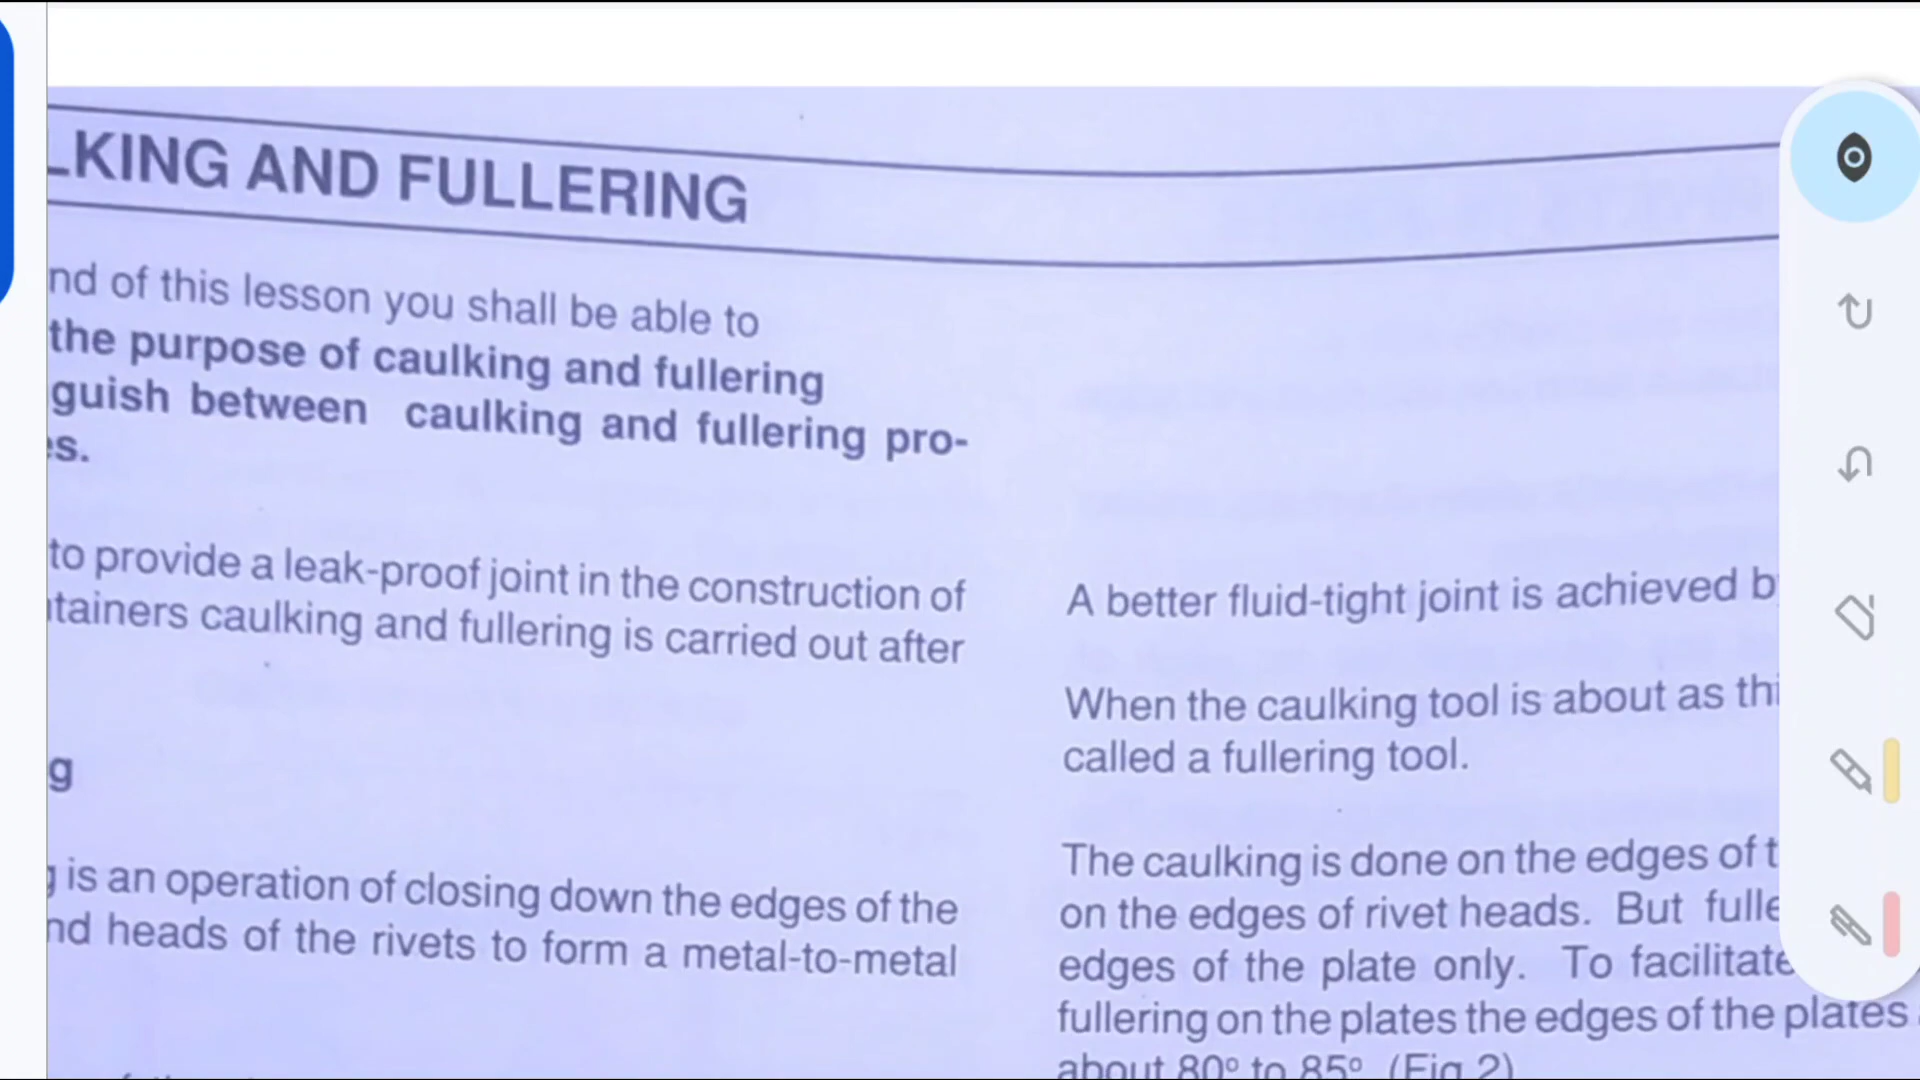 LKING AND FULLERING
nd of this lesson you shall be able to
the purpose of caulking and fullering
guish between caulking and fullering pro-
es.
to provide a leak-proof joint in the construction of
tainers caulking and fullering is carried out after
g
g is an operation of closing down the edges of the
nd heads of the rivets to form a metal-to-metal
A better fluid-tight joint is achieved b
When the caulking tool is about as thi
called a fullering tool.
The caulking is done on the edges of t
on the edges of rivet heads. But fulle
edges of the plate only. To facilitate
fullering on the plates the edges of the plates
about 80º to 85º (Fig 2)